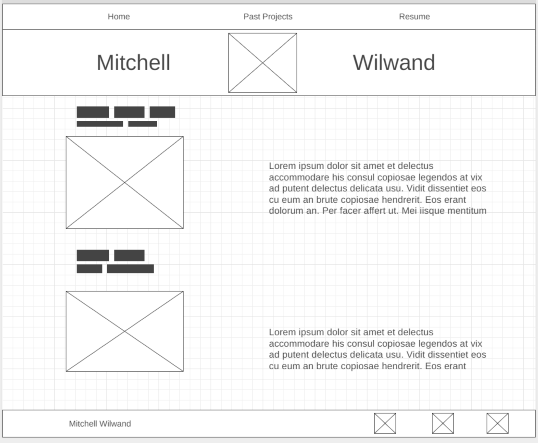 Home Past Projects Resume
Mitchell Wilwand
Lorem ipsum dolor sit amet et delectus
accommodare his consul copiosae legendos at vix
ad putent delectus delicata usu. Vidit dissentiet eos
cu eum an brute copiosae hendrerit. Eos erant
dolorum an. Per facer affert ut. Mei iisque mentitum
Lorem ipsum dolor sit amet et delectus
accommodare his consul copiosae legendos at vix
ad putent delectus delicata usu. Vidit dissentiet eos
cu eum an brute copiosae hendrerit. Eos erant
Mitchell Wilwand